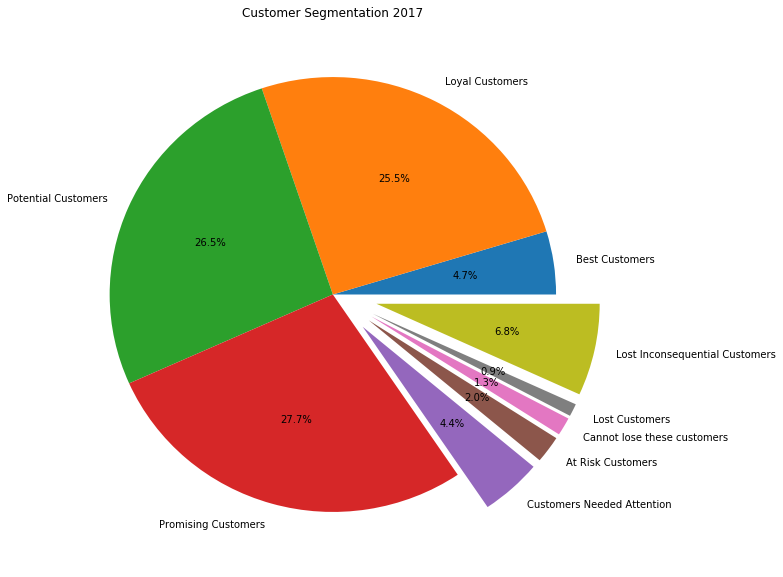 Customer Segmentation 2017
Loyal Customers
25.5%
Potential Customers
26.5%
Best Customers
4.7%
6.8%
Lost Inconsequential Customers
0.9%
1.3%
2.0%
Lost Customers
Cannot lose these customers
At Risk Customers
4.4%
Customers Needed Attention
27.7%
Promising Customers